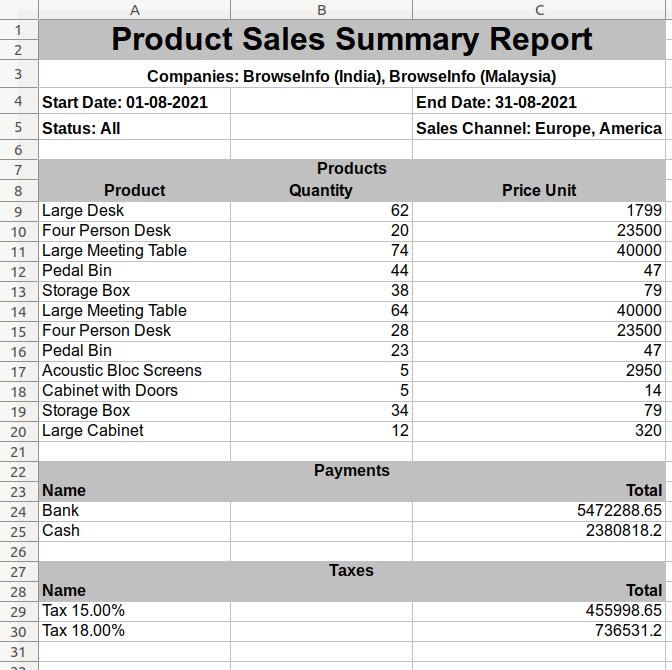 A B C
1 Product Sales Summary Report
2
3 Companies: BrowseInfo (India), BrowseInfo (Malaysia)
4 Start Date: 01-08-2021 End Date: 31-08-2021
5 Status: All Sales Channel: Europe, America
6
7 Products
8 Product Quantity Price Unit
9 Large Desk 62 1799
10 Four Person Desk 20 23500
11 Large Meeting Table 74 40000
12 Pedal Bin 44 47
13 Storage Box 38 79
14 Large Meeting Table 64 40000
15 Four Person Desk 28 23500
16 Pedal Bin 23 47
17 Acoustic Bloc Screens 5 2950
18 Cabinet with Doors 5 14
19 Storage Box 34 79
20 Large Cabinet 12 320
21
22 Payments
23 Name Total
24 Bank 5472288.65
25 Cash 2380818.2
26
27 Taxes
28 Name Total
29 Tax 15.00% 455998.65
30 Tax 18.00% 736531.2
31